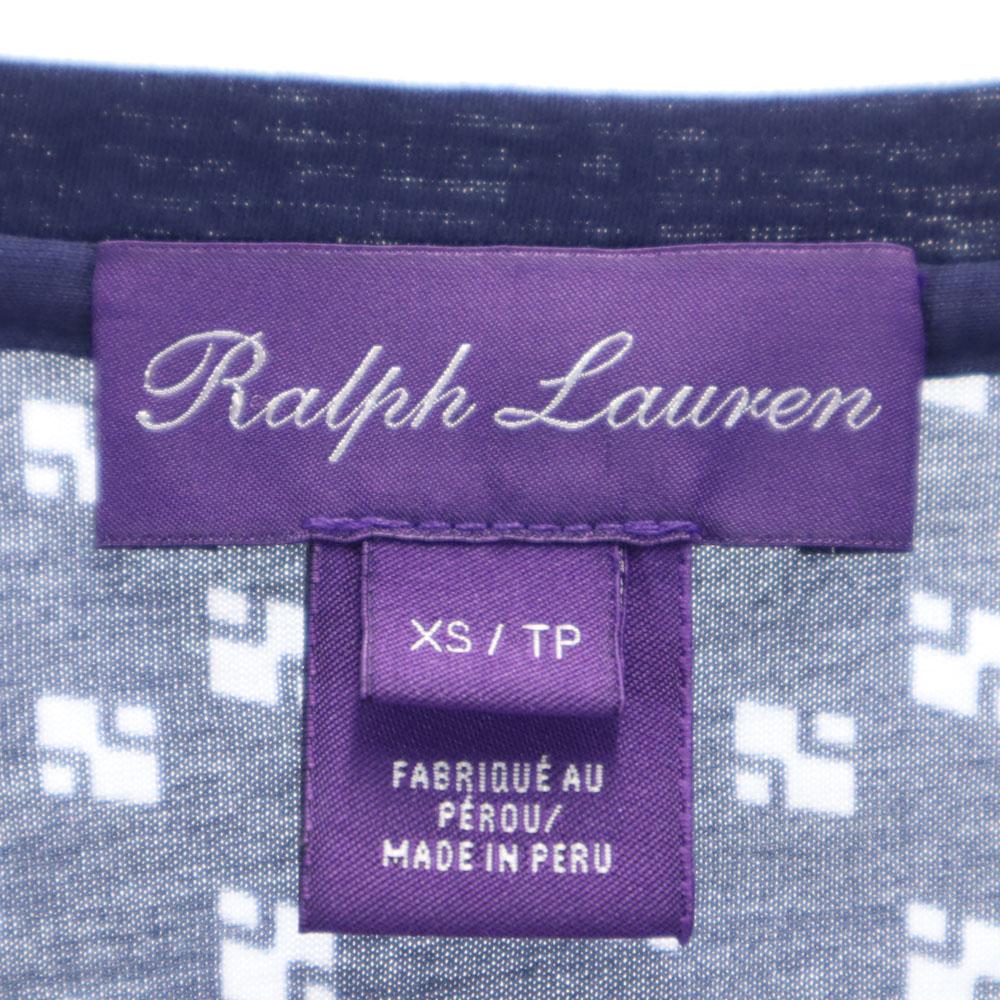 Ralph Lauren
XS / TP
FABRIQUÉ AU
PÉROU/
MADE IN PERU